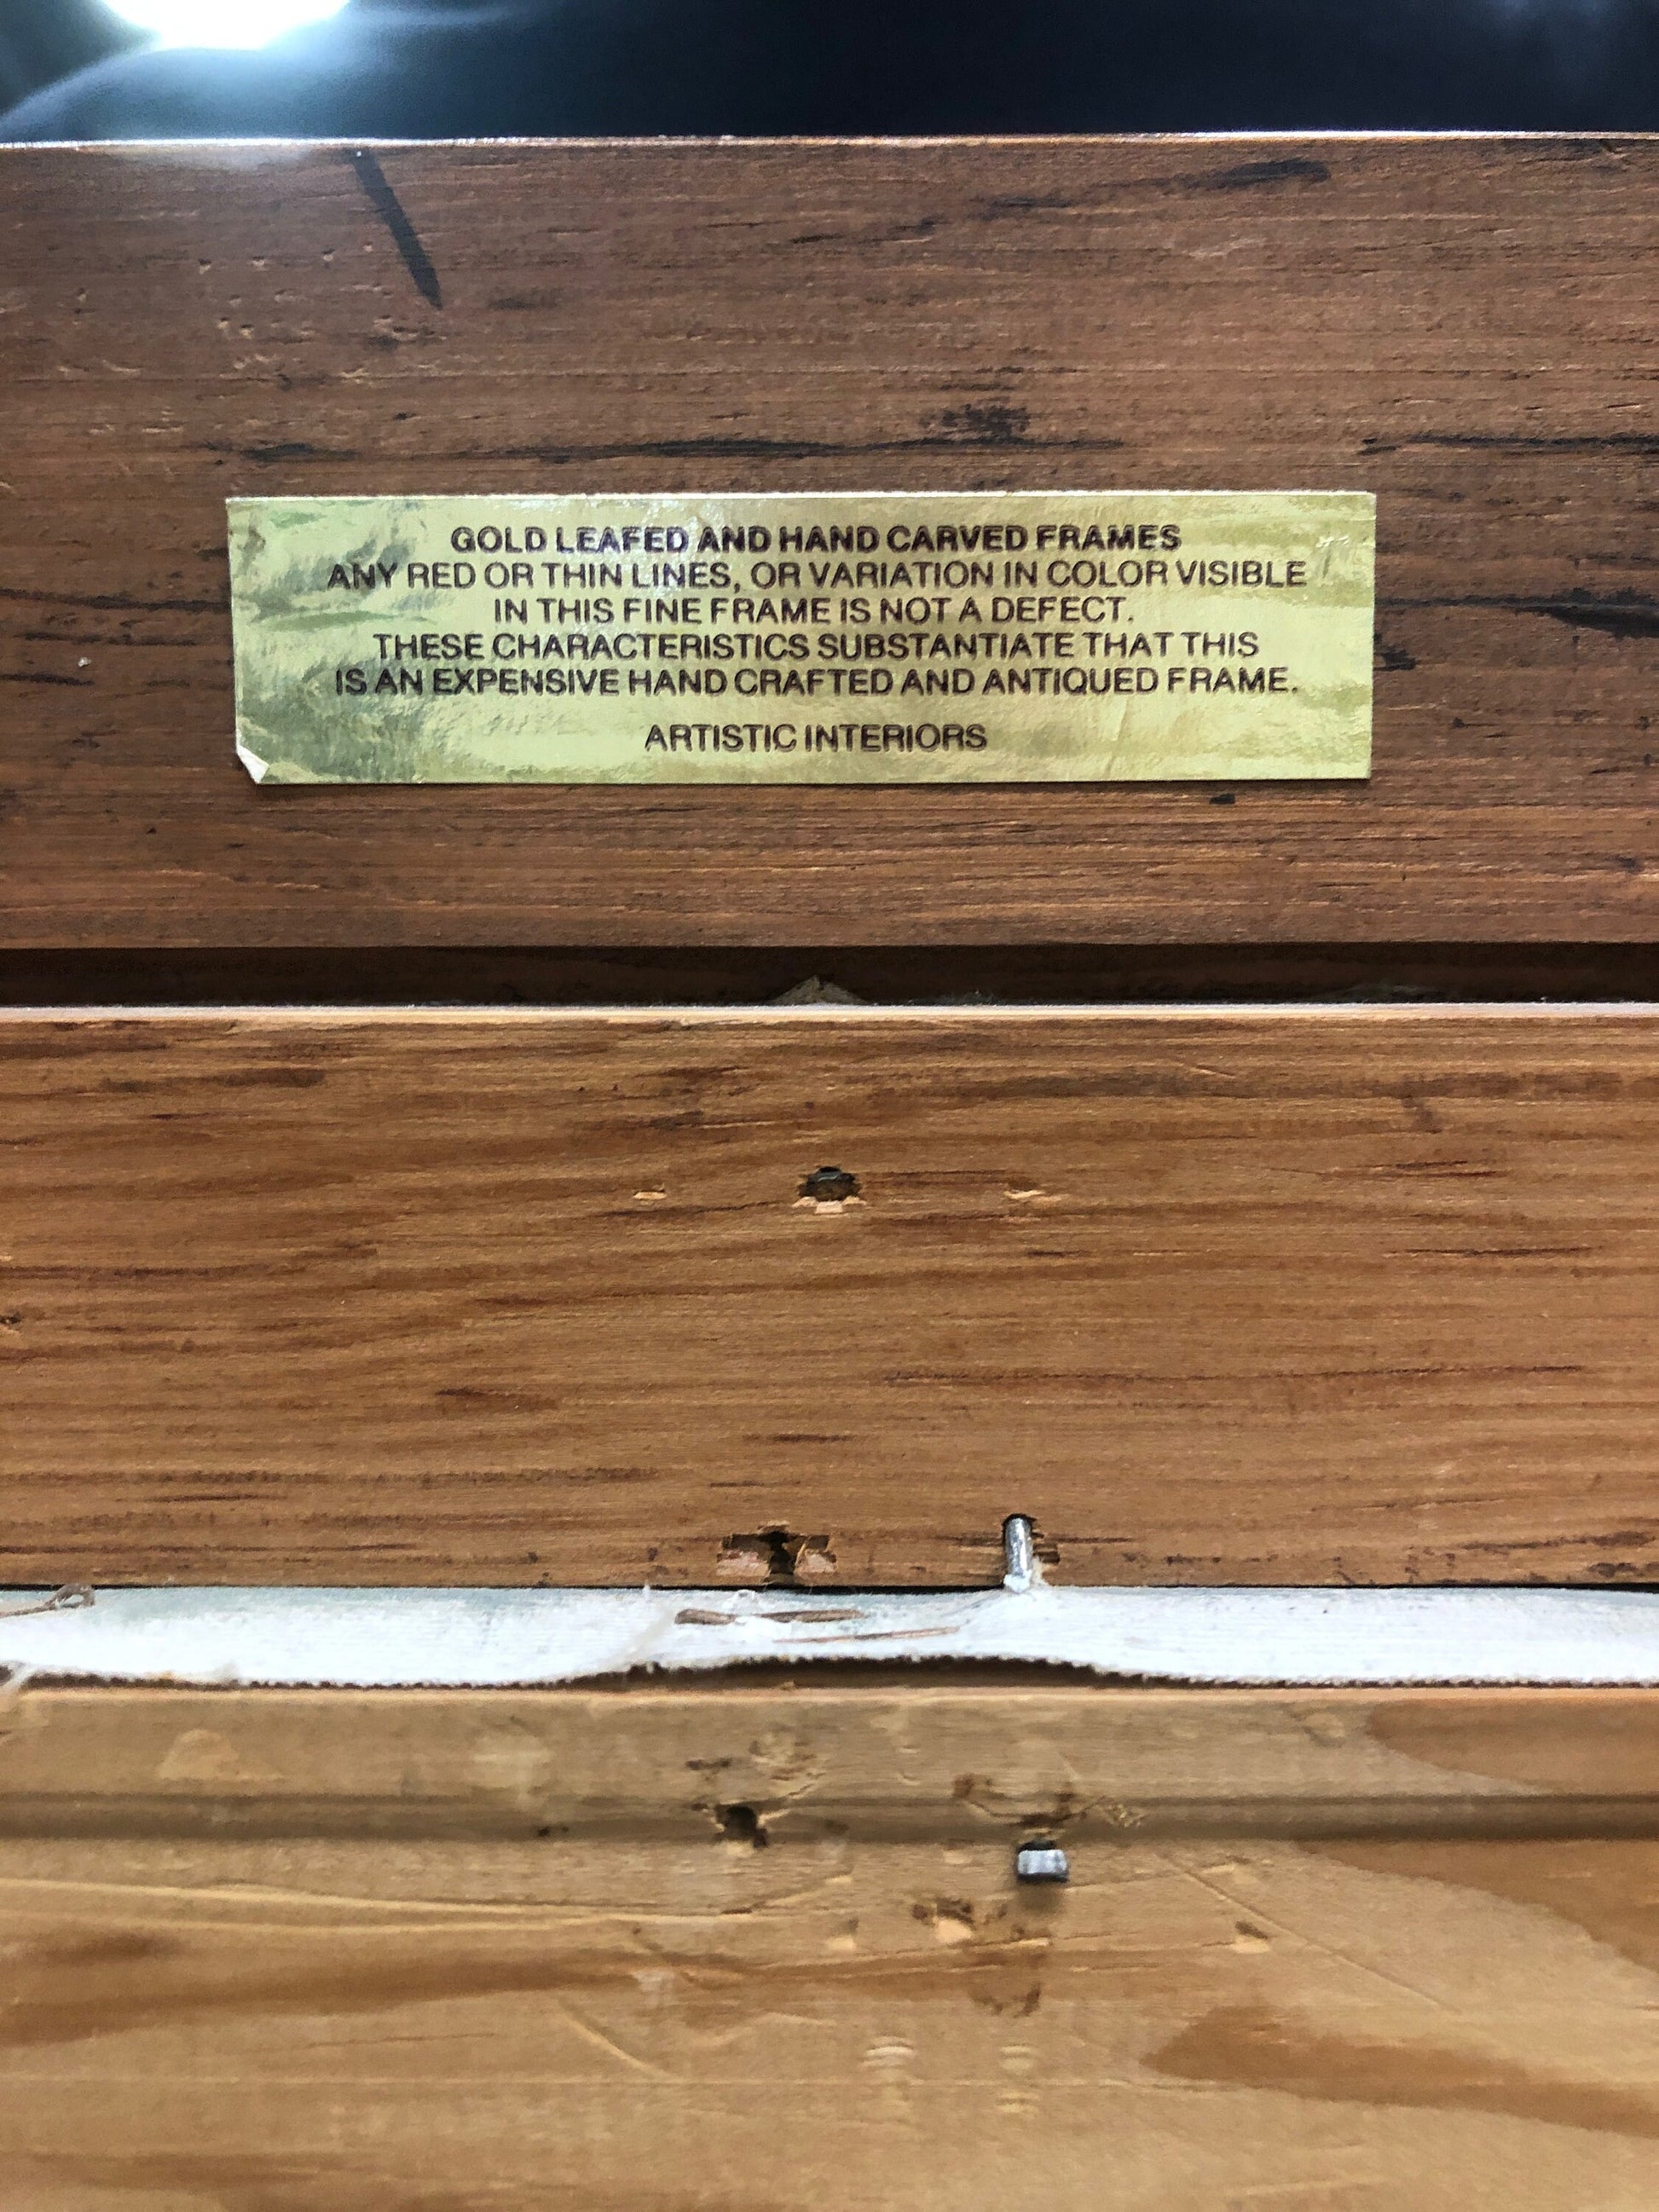 GOLD LEAFED AND HAND CARVED FRAMES
ANY RED OR THIN LINES, OR VARIATION IN COLOR VISIBLE
IN THIS FINE FRAME IS NOT A DEFECT.
THESE CHARACTERISTICS SUBSTANTIATE THAT THIS
IS AN EXPENSIVE HAND CRAFTED AND ANTIQUED FRAME.
ARTISTIC INTERIORS